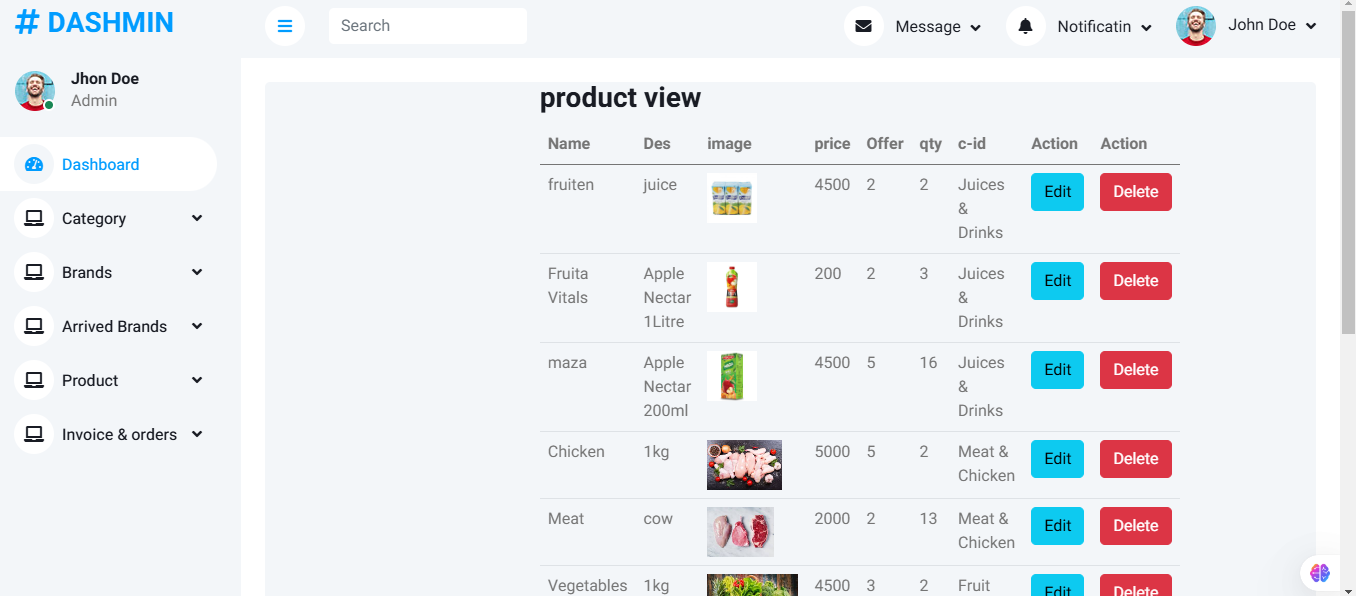 # DASHMIN
Search
Message
Notificatin
John Doe
Jhon Doe
Admin
Dashboard
Category
Brands
Arrived Brands
Product
Invoice & orders
product view
Name Des image price Offer qty c-id Action Action
fruiten juice 4500 2 2 Juices Edit Delete
&
Drinks
Fruita Apple 200 2 3 Juices Edit Delete
Vitals Nectar &
1Litre Drinks
maza Apple 4500 5 16 Juices Edit Delete
Nectar &
200ml Drinks
Chicken 1kg 5000 5 2 Meat & Edit Delete
Chicken
Meat cow 2000 2 13 Meat & Edit Delete
Chicken
Vegetables 1kg 4500 3 2 Fruit Edit Delete